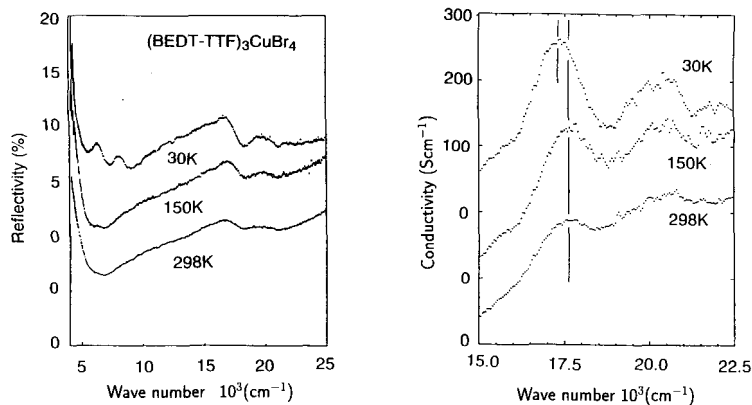 20
15
10
5
0
0
0
Reflectivity (%)
(BEDT-TTF)₃CuBr₄
30K
150K
298K
5
10
15
20
25
Wave number 10³(cm⁻¹)
300
200
100
0
0
0
Conductivity (Scm⁻¹)
30K
150K
298K
15.0
17.5
20.0
22.5
Wave number 10³(cm⁻¹)